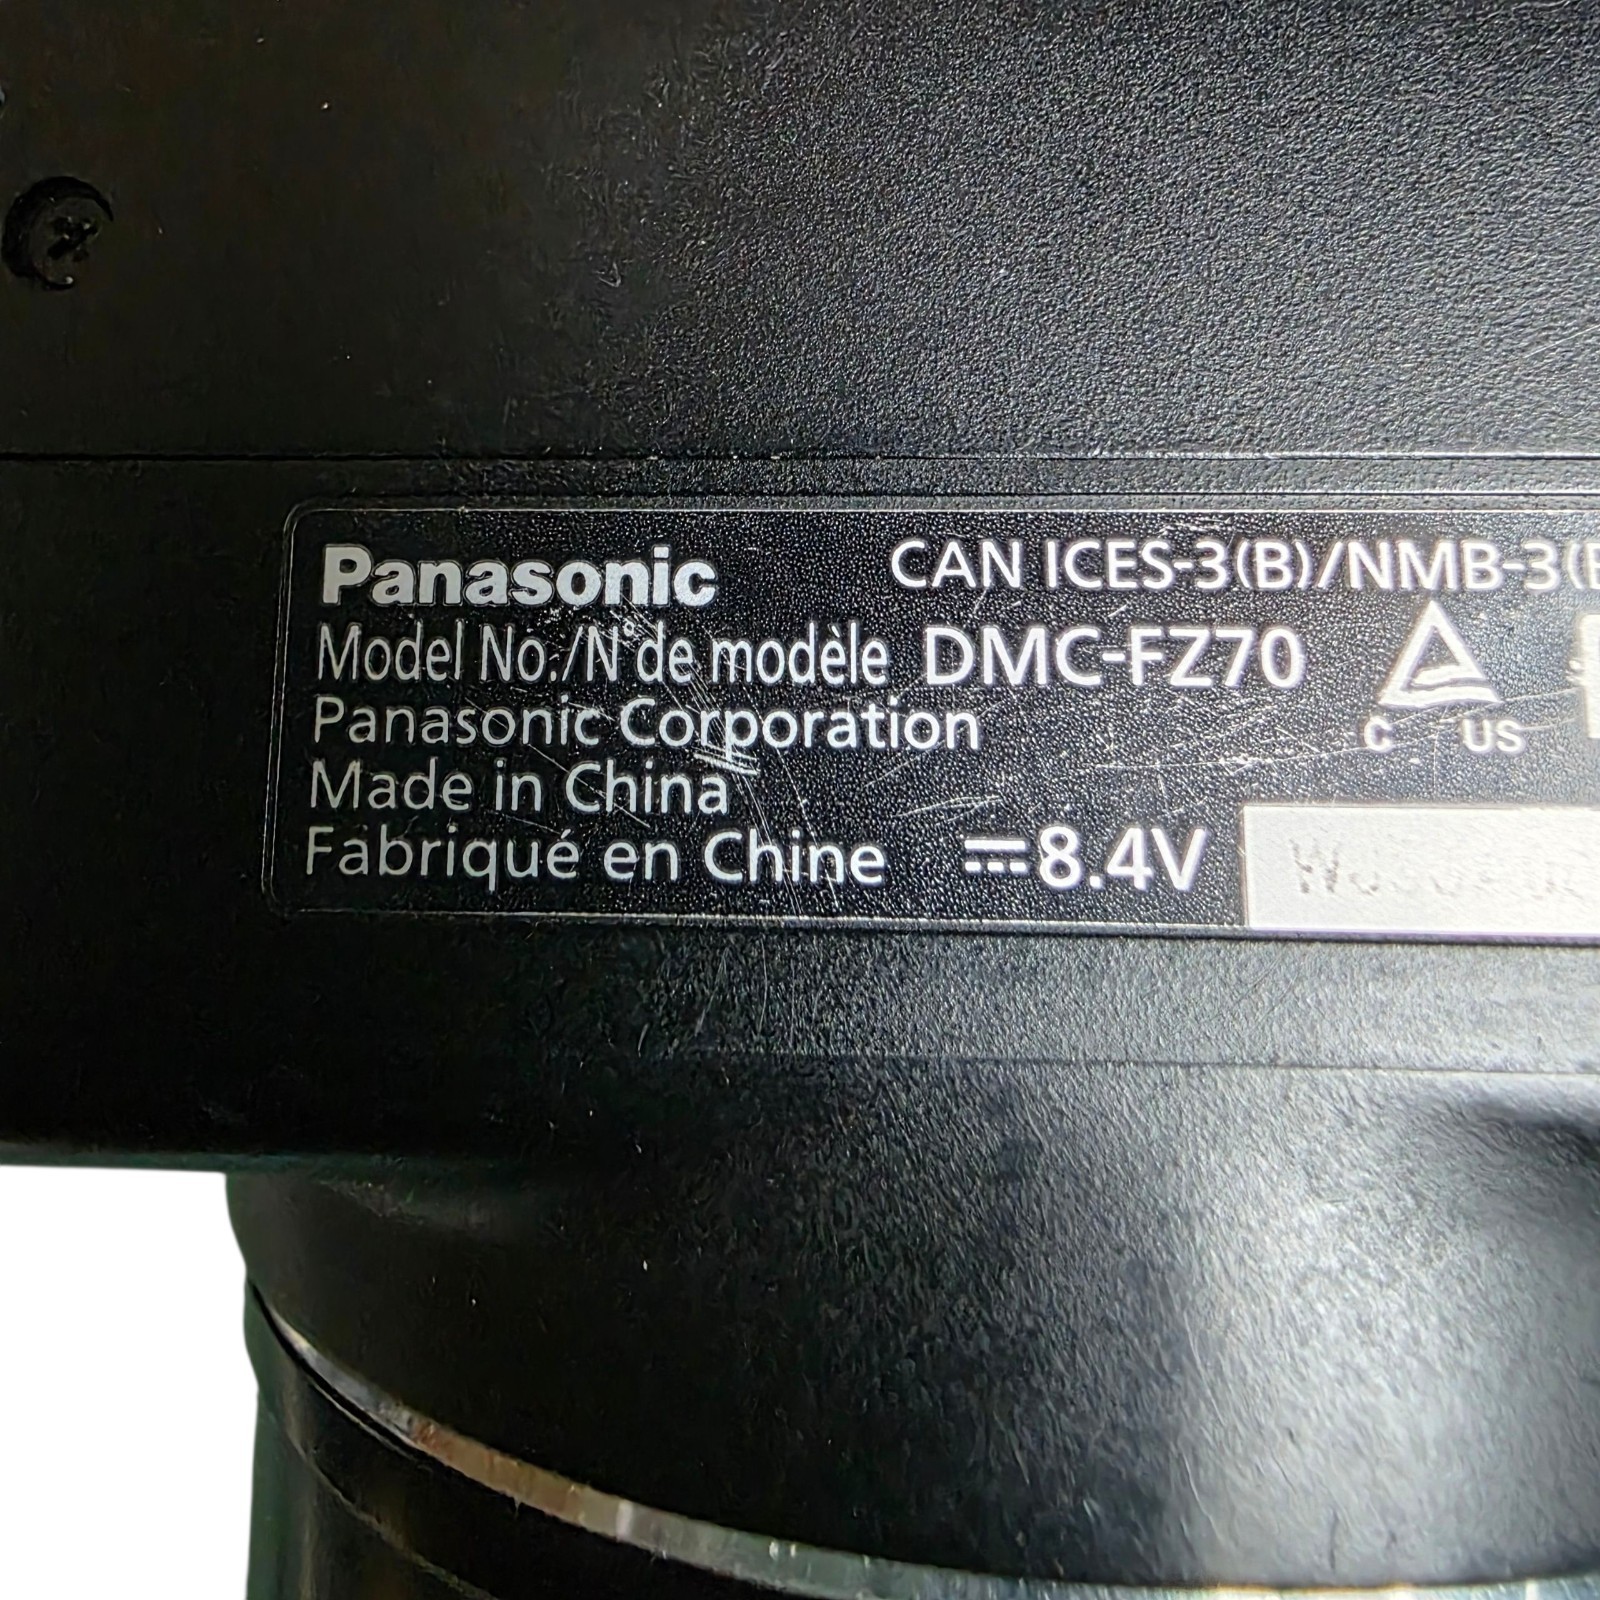 Panasonic
CAN ICES-3(B)/NMB-3(B
Model No./N° de modèle DMC-FZ70
C US
Panasonic Corporation
Made in China
Fabriqué en Chine ⎓8.4V